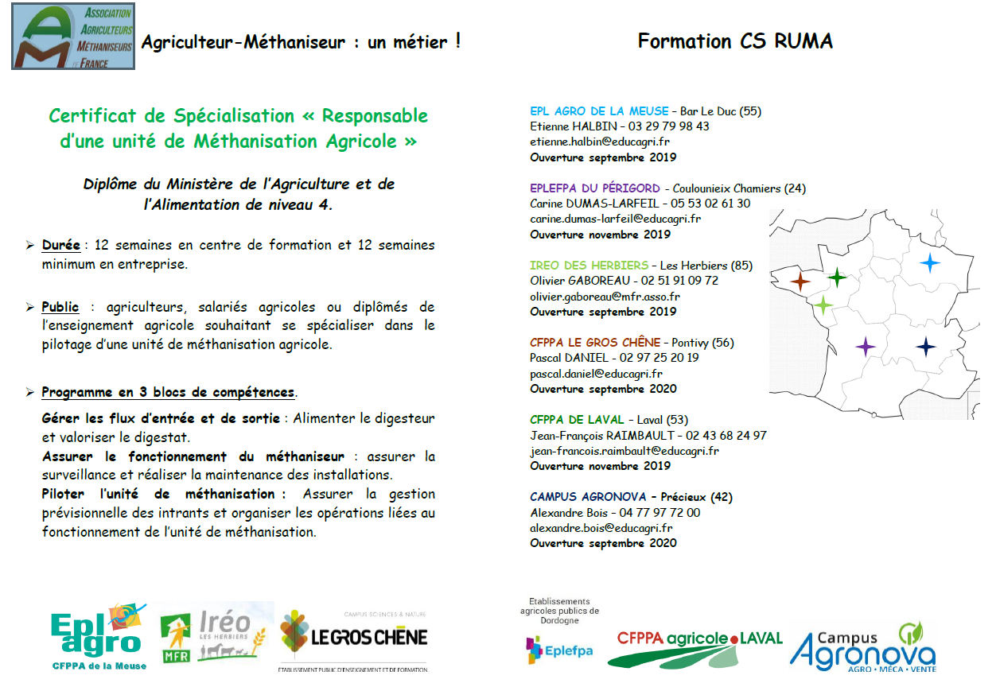 ASSOCIATION
AGRICULTEURS
MÉTHANISEURS
DE FRANCE
AM
Agriculteur-Méthaniseur : un métier !
Certificat de Spécialisation « Responsable
d'une unité de Méthanisation Agricole »
Diplôme du Ministère de l'Agriculture et de
l'Alimentation de niveau 4.
➢ Durée : 12 semaines en centre de formation et 12 semaines
minimum en entreprise.
➢ Public : agriculteurs, salariés agricoles ou diplômés de
l'enseignement agricole souhaitant se spécialiser dans le
pilotage d'une unité de méthanisation agricole.
➢ Programme en 3 blocs de compétences.
Gérer les flux d'entrée et de sortie : Alimenter le digesteur
et valoriser le digestat.
Assurer le fonctionnement du méthaniseur : assurer la
surveillance et réaliser la maintenance des installations.
Piloter l'unité de méthanisation : Assurer la gestion
prévisionnelle des intrants et organiser les opérations liées au
fonctionnement de l'unité de méthanisation.
Epl
agro
CFPPA de la Meuse
MFR
Iréo
LES HERBIERS
CAMPUS SCIENCES & NATURE
LE GROS CHÊNE
ÉTABLISSEMENT PUBLIC D'ENSEIGNEMENT ET DE FORMATION
Formation CS RUMA
EPL AGRO DE LA MEUSE – Bar Le Duc (55)
Etienne HALBIN – 03 29 79 98 43
etienne.halbin@educagri.fr
Ouverture septembre 2019
EPLEFPA DU PÉRIGORD - Coulounieix Chamiers (24)
Carine DUMAS-LARFEIL – 05 53 02 61 30
carine.dumas-larfeil@educagri.fr
Ouverture novembre 2019
IREO DES HERBIERS – Les Herbiers (85)
Olivier GABOREAU - 02 51 91 09 72
olivier.gaboreau@mfr.asso.fr
Ouverture septembre 2019
CFPPA LE GROS CHÊNE – Pontivy (56)
Pascal DANIEL - 02 97 25 20 19
pascal.daniel@educagri.fr
Ouverture septembre 2020
CFPPA DE LAVAL – Laval (53)
Jean-François RAIMBAULT – 02 43 68 24 97
jean-francois.raimbault@educagri.fr
Ouverture novembre 2019
CAMPUS AGRONOVA – Précieux (42)
Alexandre Bois – 04 77 97 72 00
alexandre.bois@educagri.fr
Ouverture septembre 2020
Etablissements
agricoles publics de
Dordogne
Eplefpa
CFPPA agricole•LAVAL
Campus
Agronova
AGRO • MÉCA • VENTE